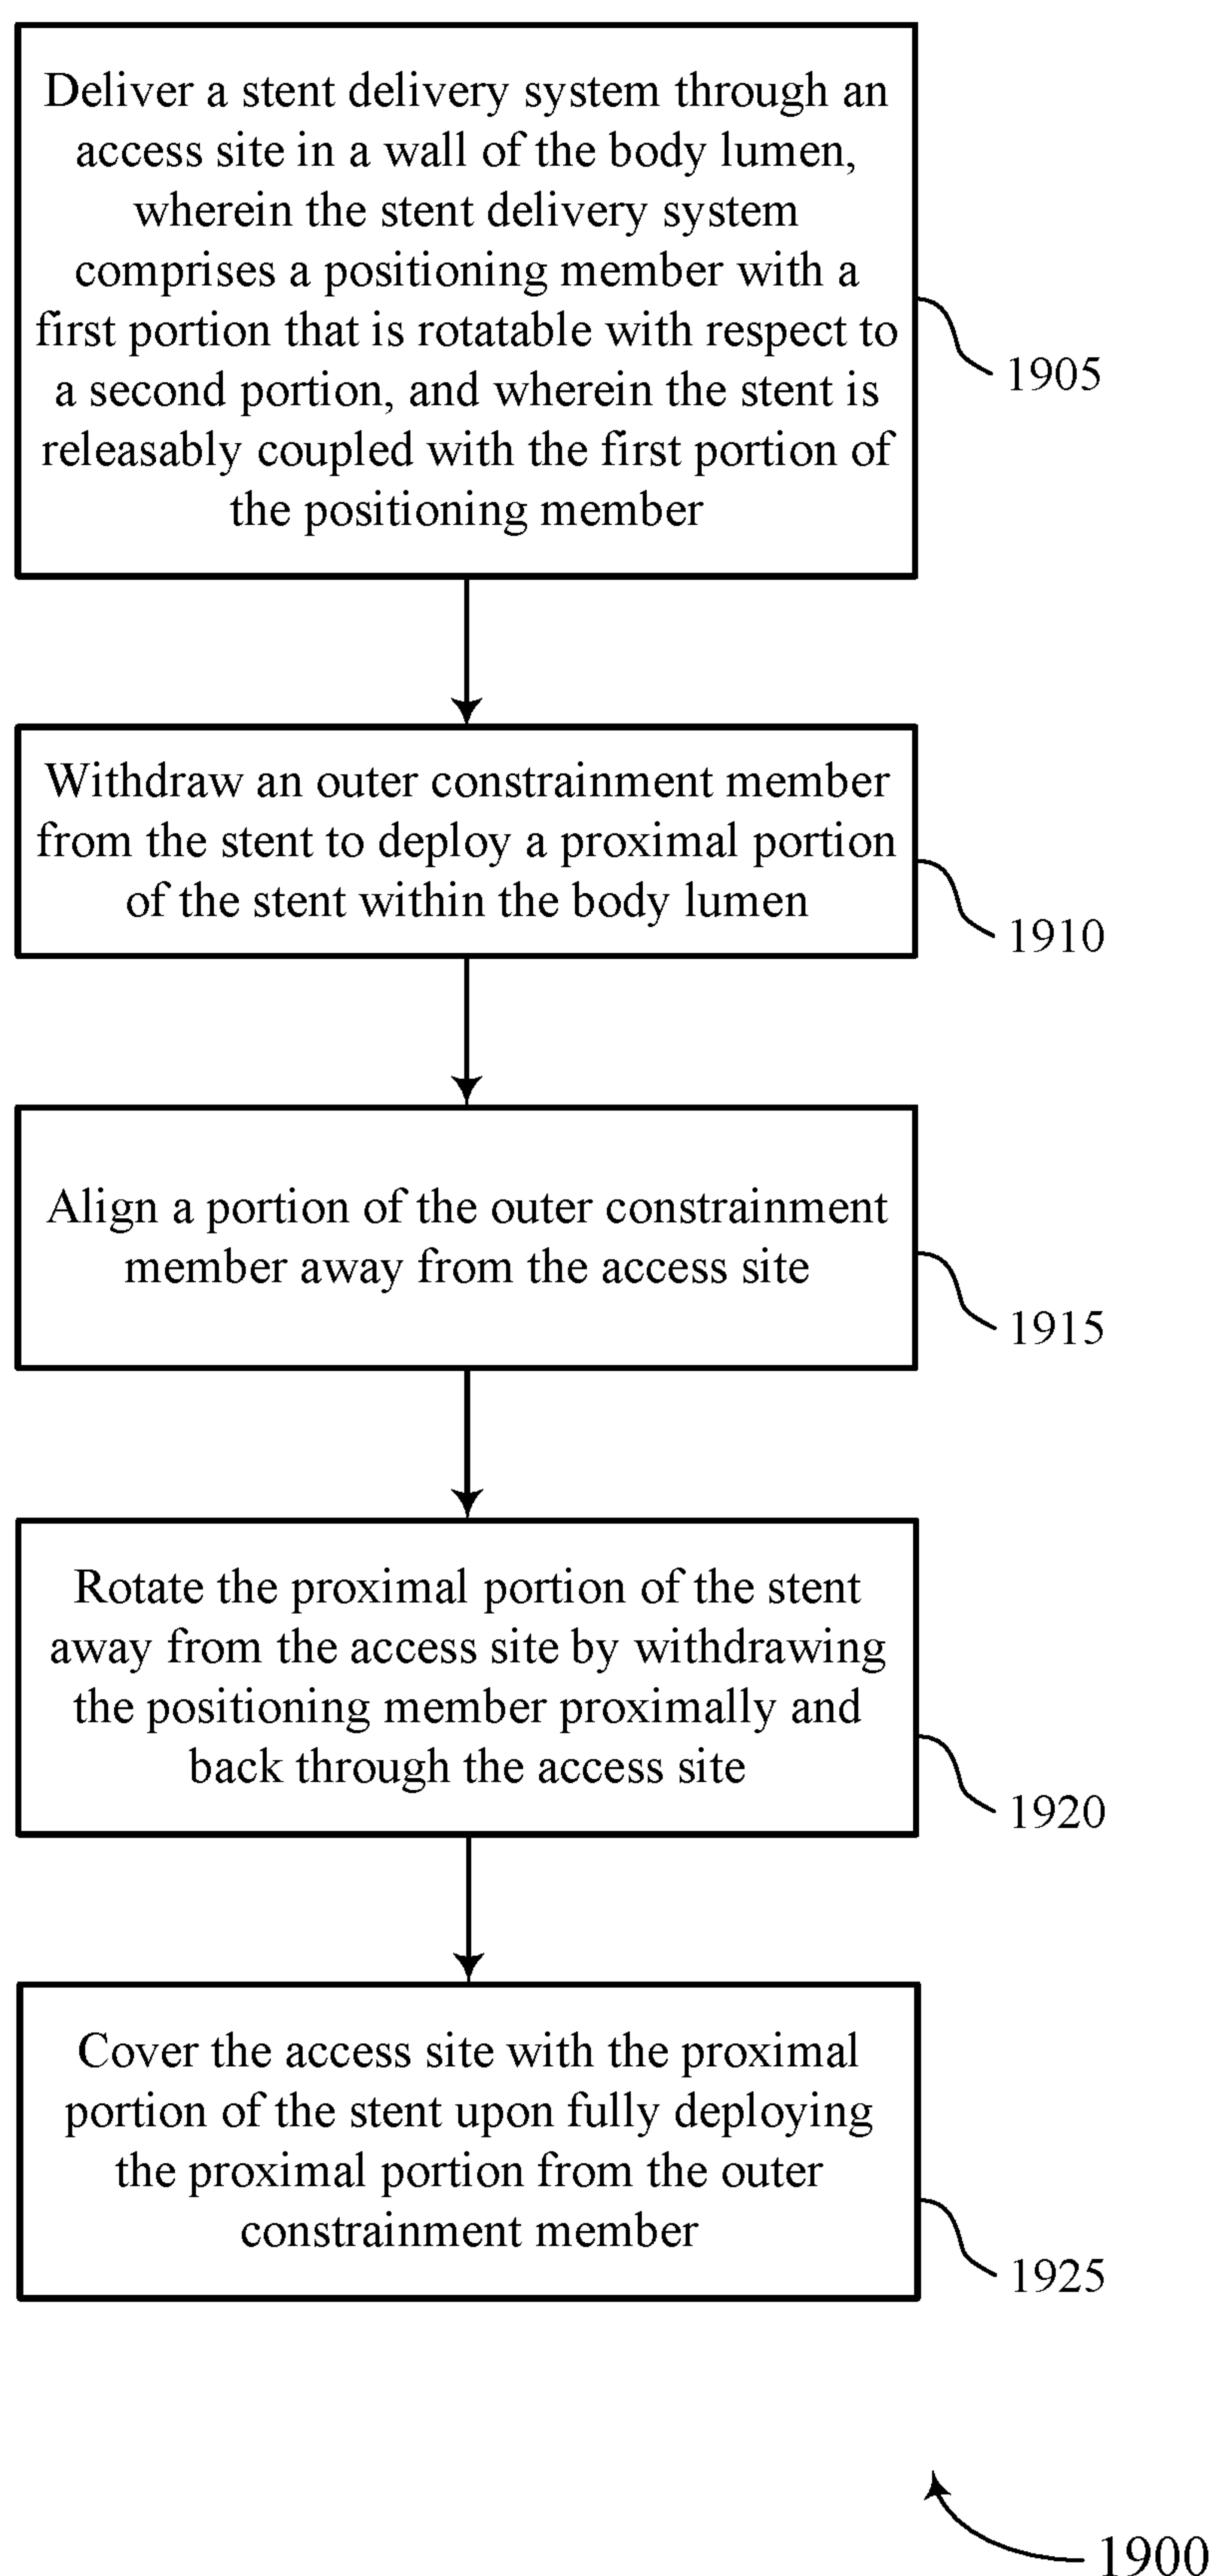 Deliver a stent delivery system through an
access site in a wall of the body lumen,
wherein the stent delivery system
comprises a positioning member with a
first portion that is rotatable with respect to
a second portion, and wherein the stent is
releasably coupled with the first portion of
the positioning member
1905
Withdraw an outer constrainment member
from the stent to deploy a proximal portion
of the stent within the body lumen
1910
Align a portion of the outer constrainment
member away from the access site
1915
Rotate the proximal portion of the stent
away from the access site by withdrawing
the positioning member proximally and
back through the access site
1920
Cover the access site with the proximal
portion of the stent upon fully deploying
the proximal portion from the outer
constrainment member
1925
1900